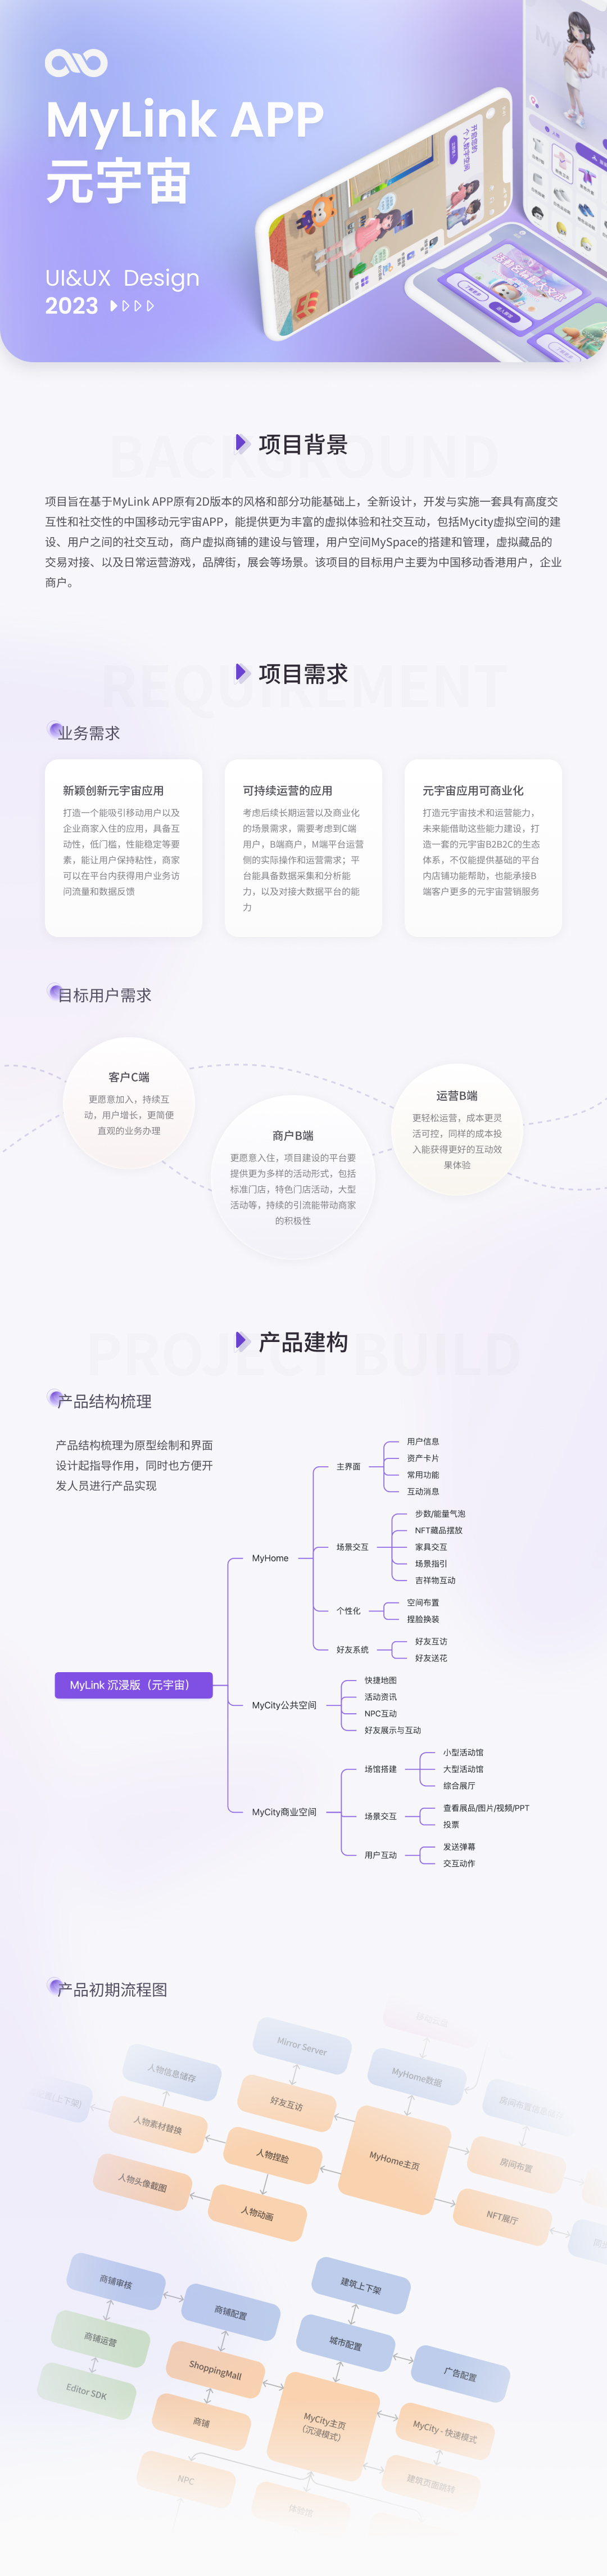 MyLink APP
元宇宙
UI&UX Design
2023
开启你的
个人数字空间
BACKGROUND
项目背景
项目旨在基于MyLink APP原有2D版本的风格和部分功能基础上，全新设计，开发与实施一套具有高度交
互性和社交性的中国移动元宇宙APP，能提供更为丰富的虚拟体验和社交互动，包括Mycity虚拟空间的建
设、用户之间的社交互动，商户虚拟商铺的建设与管理，用户空间MySpace的搭建和管理，虚拟藏品的
交易对接、以及日常运营游戏，品牌街，展会等场景。该项目的目标用户主要为中国移动香港用户，企业
商户。
REQUIREMENT
项目需求
业务需求
新颖创新元宇宙应用
打造一个能吸引移动用户以及
企业商家入住的应用，具备互
动性，低门槛，性能稳定等要
素，能让用户保持粘性，商家
可以在平台内获得用户业务访
问流量和数据反馈
可持续运营的应用
考虑后续长期运营以及商业化
的场景需求，需要考虑到C端
用户，B端商户，M端平台运营
侧的实际操作和运营需求；平
台能具备数据采集和分析能
力，以及对接大数据平台的能
力
元宇宙应用可商业化
打造元宇宙技术和运营能力，
未来能借助这些能力建设，打
造一套的元宇宙B2B2C的生态
体系，不仅能提供基础的平台
内店铺功能帮助，也能承接B
端客户更多的元宇宙营销服务
目标用户需求
客户C端
更愿意加入，持续互
动，用户增长，更简便
直观的业务办理
商户B端
更愿意入住，项目建设的平台要
提供更为多样的活动形式，包括
标准门店，特色门店活动，大型
活动等，持续的引流能带动商家
的积极性
运营B端
更轻松运营，成本更灵
活可控，同样的成本投
入能获得更好的互动效
果体验
PROJECT BUILD
产品建构
产品结构梳理
产品结构梳理为原型绘制和界面
设计起指导作用，同时也方便开
发人员进行产品实现
MyLink 沉浸版（元宇宙）
MyHome
主界面
用户信息
资产卡片
常用功能
互动消息
场景交互
步数/能量气泡
NFT藏品摆放
家具交互
场景指引
吉祥物互动
个性化
空间布置
捏脸换装
好友系统
好友互访
好友送花
MyCity公共空间
快捷地图
活动资讯
NPC互动
好友展示与互动
MyCity商业空间
场馆搭建
小型活动馆
大型活动馆
综合展厅
场景交互
查看展品/图片/视频/PPT
投票
用户互动
发送弹幕
交互动作
产品初期流程图
Mirror Server
人物信息储存
MyHome数据
好友互访
人物素材替换
人物捏脸
MyHome主页
房间布置
人物头像截图
人物动画
NFT展厅
商铺审核
建筑上下架
商铺配置
商铺运营
城市配置
广告配置
ShoppingMall
Editor SDK
商铺
MyCity主页
(沉浸模式)
MyCity - 快速模式
NPC
建筑页面跳转
体验馆